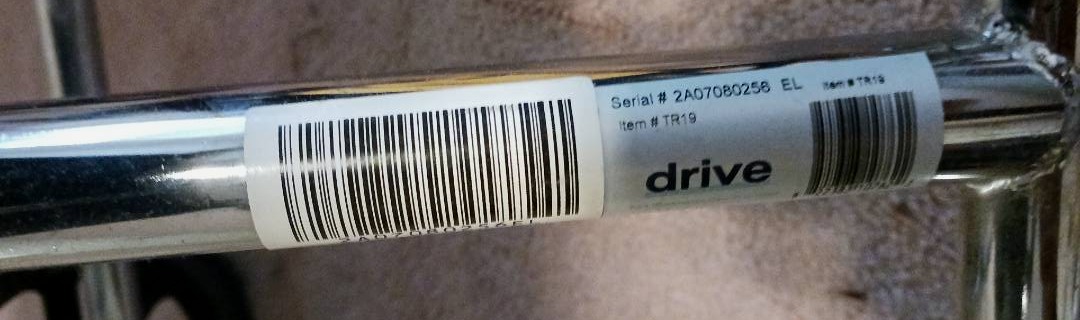 Serial # 2A07080256 EL
Item # TR19
Item # TR19
drive